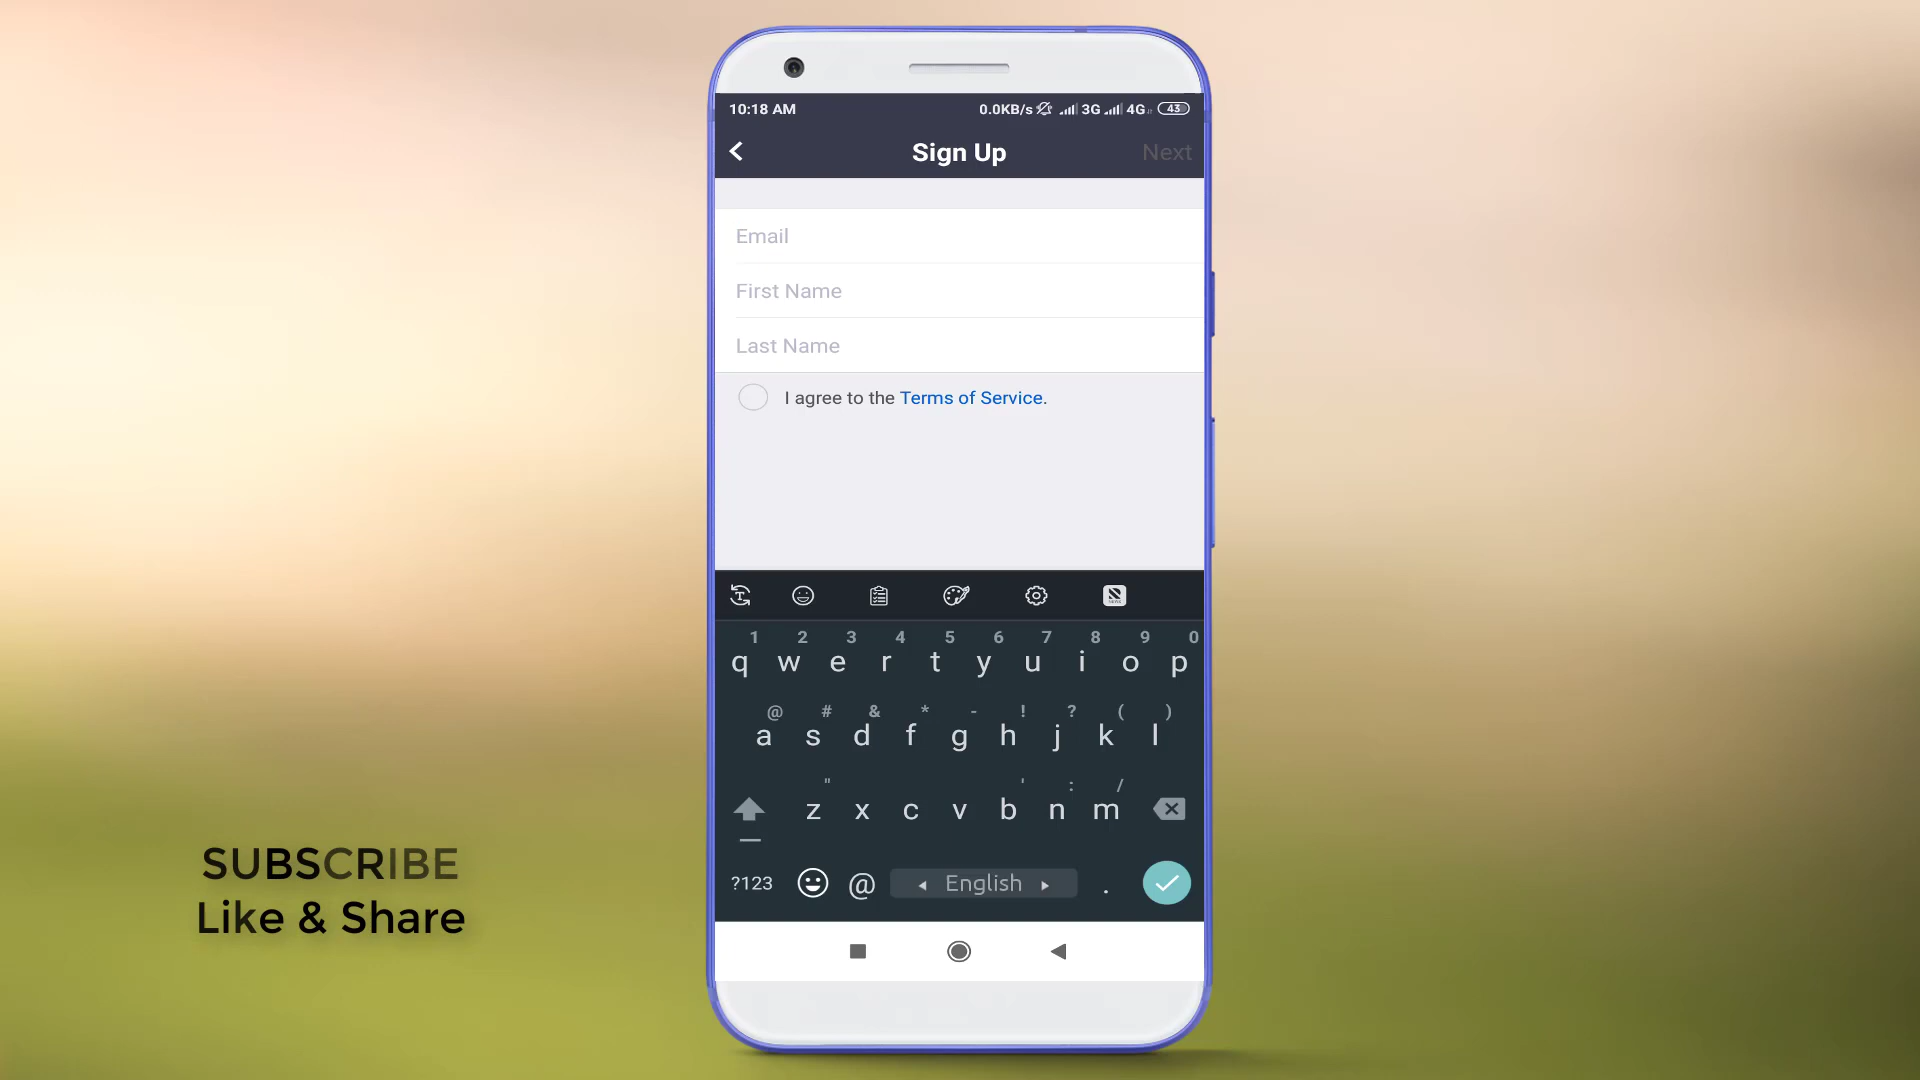 10:18 AM 0.0KB/s 3G 4G 43
Sign Up Next
Email
First Name
Last Name
I agree to the Terms of Service.
1 2 3 4 5 6 7 8 9 0
q w e r t y u i o p
@ # & * - ! ? ( )
a s d f g h j k l
" ' : /
z x c v b n m
?123 @ English .
SUBSCRIBE
Like & Share